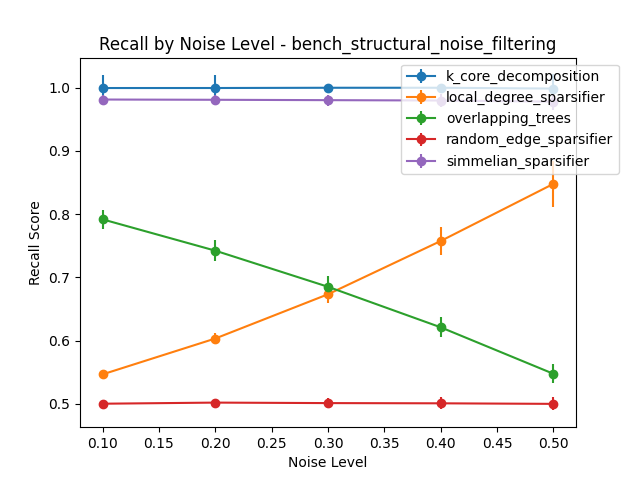 Recall by Noise Level - bench_structural_noise_filtering
k_core_decomposition
local_degree_sparsifier
overlapping_trees
random_edge_sparsifier
simmelian_sparsifier
Recall Score
1.0
0.9
0.8
0.7
0.6
0.5
0.10 0.15 0.20 0.25 0.30 0.35 0.40 0.45 0.50
Noise Level